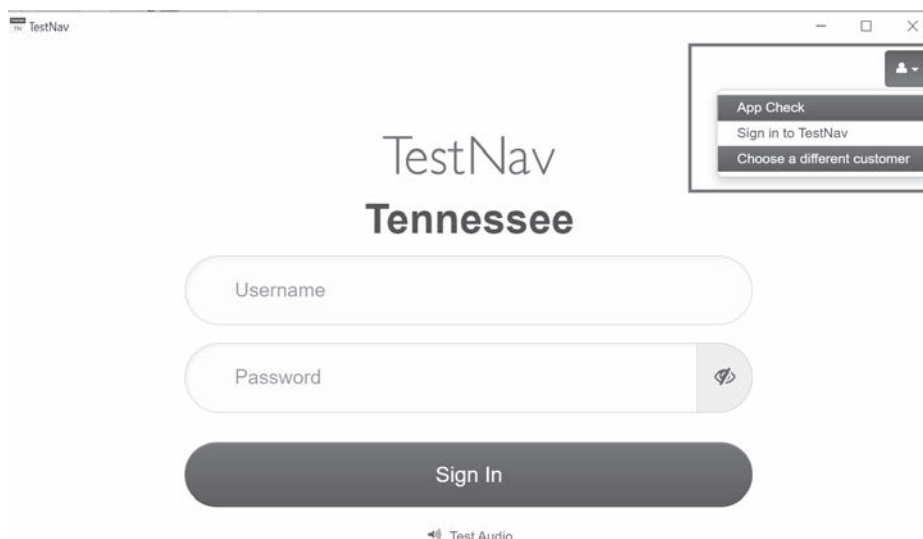 TestNav
App Check
Sign in to TestNav
Choose a different customer
TestNav
Tennessee
Username
Password
Sign In
Test Audio